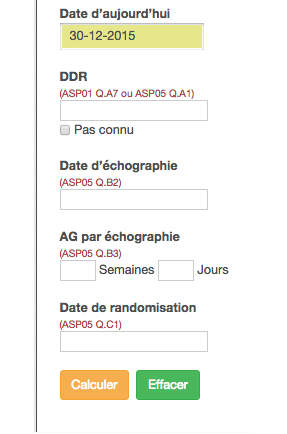 Date d'aujourd'hui
30-12-2015
DDR
(ASP01 Q.A7 ou ASP05 Q.A1)
Pas connu
Date d'échographie
(ASP05 Q.B2)
AG par échographie
(ASP05 Q.B3)
Semaines Jours
Date de randomisation
(ASP05 Q.C1)
Calculer Effacer